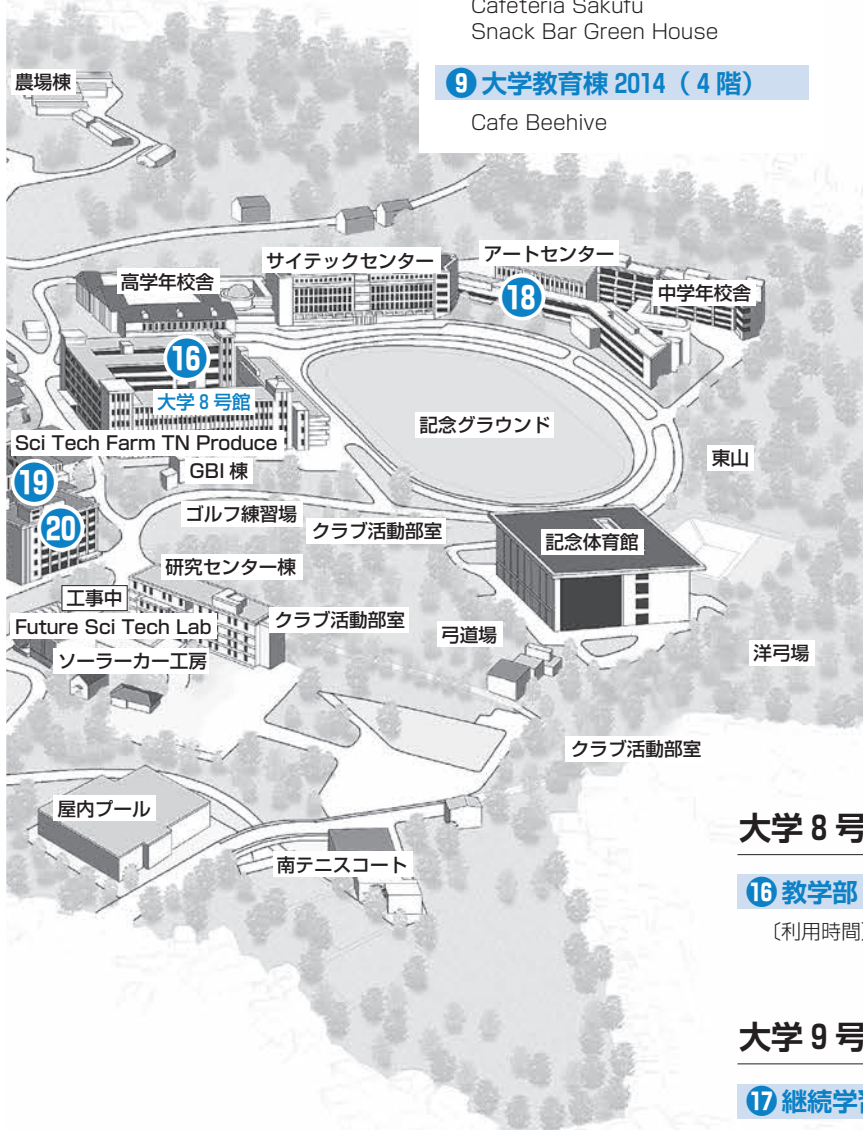 Cafeteria Sakufu
Snack Bar Green House
9 大学教育棟 2014（4 階）
Cafe Beehive
農場棟
サイテックセンター
アートセンター
高学年校舎
中学年校舎
18
16
大学 8 号館
記念グラウンド
Sci Tech Farm TN Produce
東山
GBI 棟
19
ゴルフ練習場
クラブ活動部室
20
記念体育館
研究センター棟
工事中
クラブ活動部室
Future Sci Tech Lab
弓道場
ソーラーカー工房
洋弓場
クラブ活動部室
屋内プール
南テニスコート
大学 8 号
16 教学部
〔利用時間
大学 9 号
17 継続学